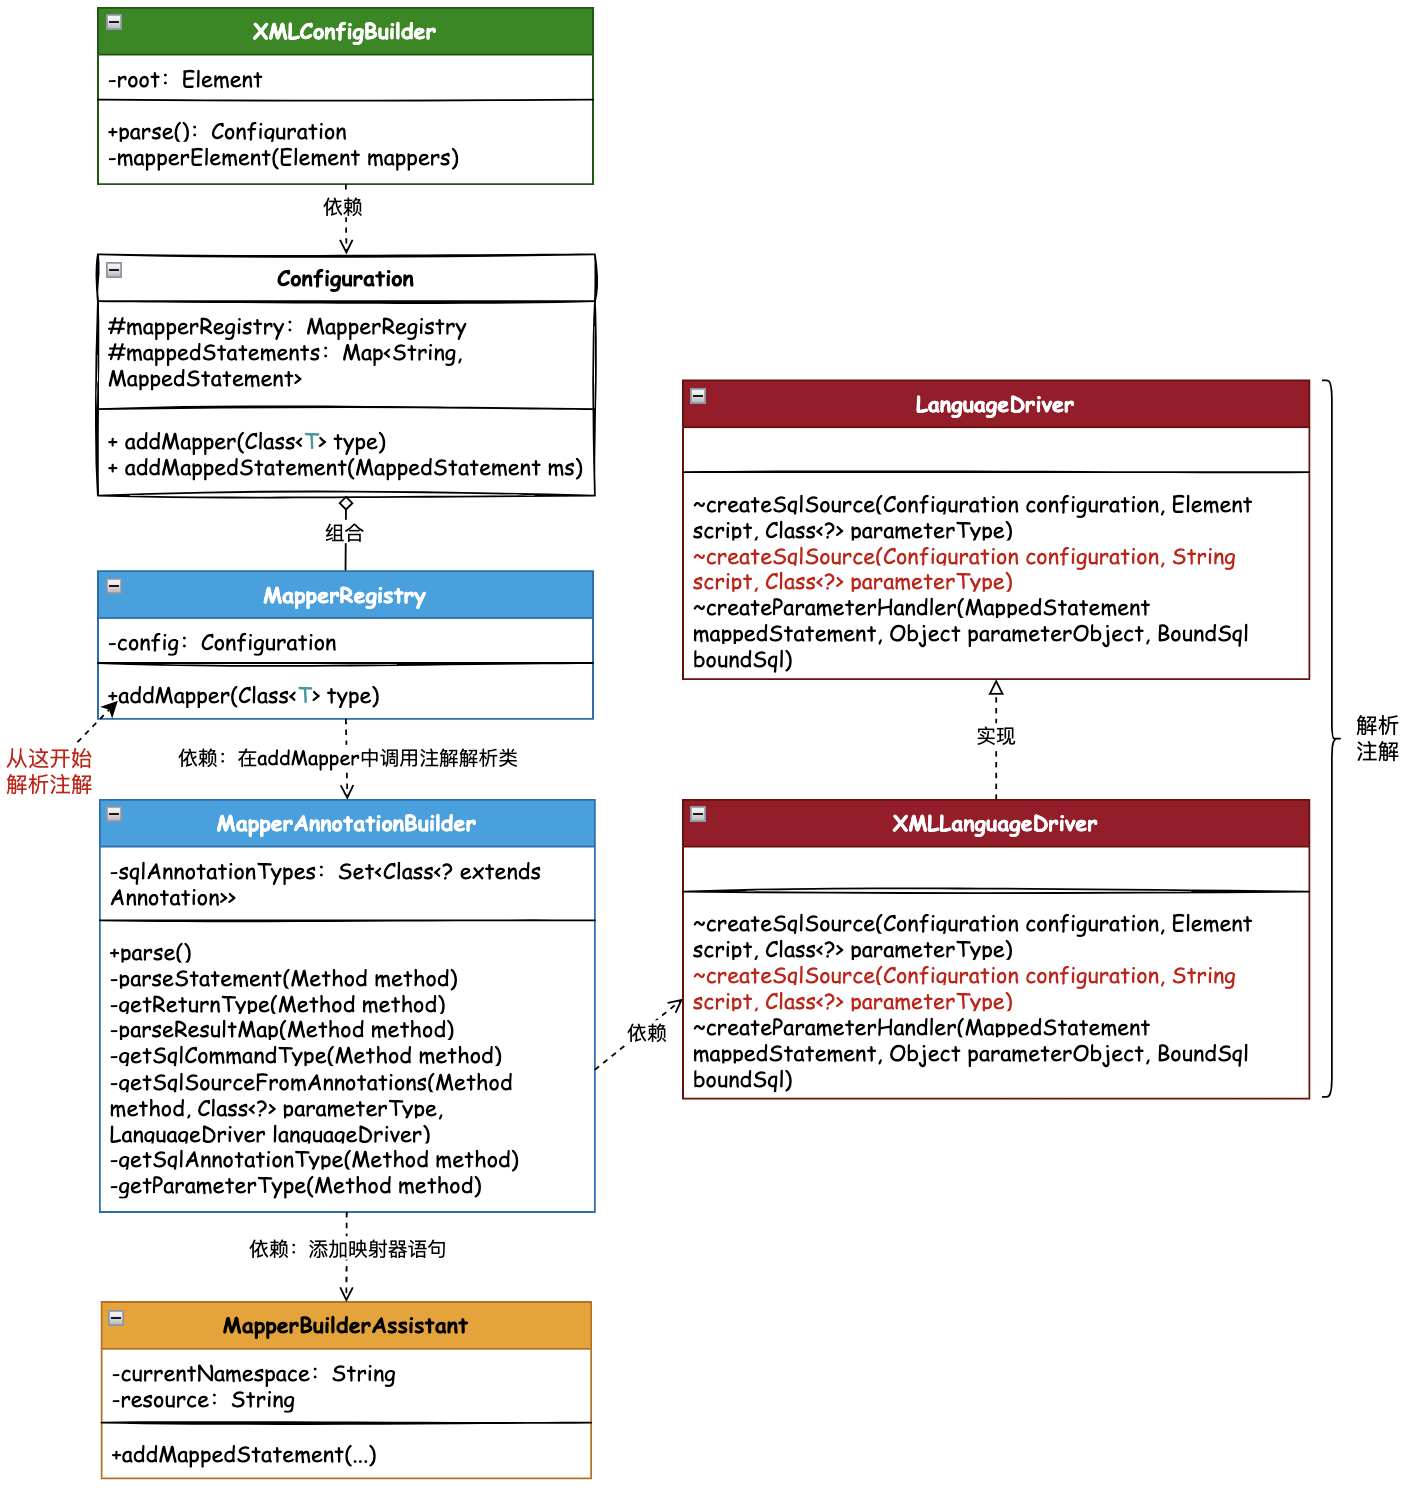 XMLConfigBuilder
-root： Element
+parse()： Configuration
-mapperElement(Element mappers)
依赖
Configuration
#mapperRegistry： MapperRegistry
#mappedStatements： Map<String,
MappedStatement>
+ addMapper(Class<T> type)
+ addMappedStatement(MappedStatement ms)
组合
MapperRegistry
-config： Configuration
+addMapper(Class<T> type)
从这开始
解析注解
依赖：在addMapper中调用注解解析类
MapperAnnotationBuilder
-sqlAnnotationTypes： Set<Class<? extends
Annotation>>
+parse()
-parseStatement(Method method)
-getReturnType(Method method)
-parseResultMap(Method method)
-getSqlCommandType(Method method)
-getSqlSourceFromAnnotations(Method
method, Class<?> parameterType,
LanguageDriver languageDriver)
-getSqlAnnotationType(Method method)
-getParameterType(Method method)
依赖：添加映射器语句
MapperBuilderAssistant
-currentNamespace： String
-resource： String
+addMappedStatement(...)
依赖
LanguageDriver
~createSqlSource(Configuration configuration, Element
script, Class<?> parameterType)
~createSqlSource(Configuration configuration, String
script, Class<?> parameterType)
~createParameterHandler(MappedStatement
mappedStatement, Object parameterObject, BoundSql
boundSql)
实现
XMLLanguageDriver
~createSqlSource(Configuration configuration, Element
script, Class<?> parameterType)
~createSqlSource(Configuration configuration, String
script, Class<?> parameterType)
~createParameterHandler(MappedStatement
mappedStatement, Object parameterObject, BoundSql
boundSql)
解析
注解